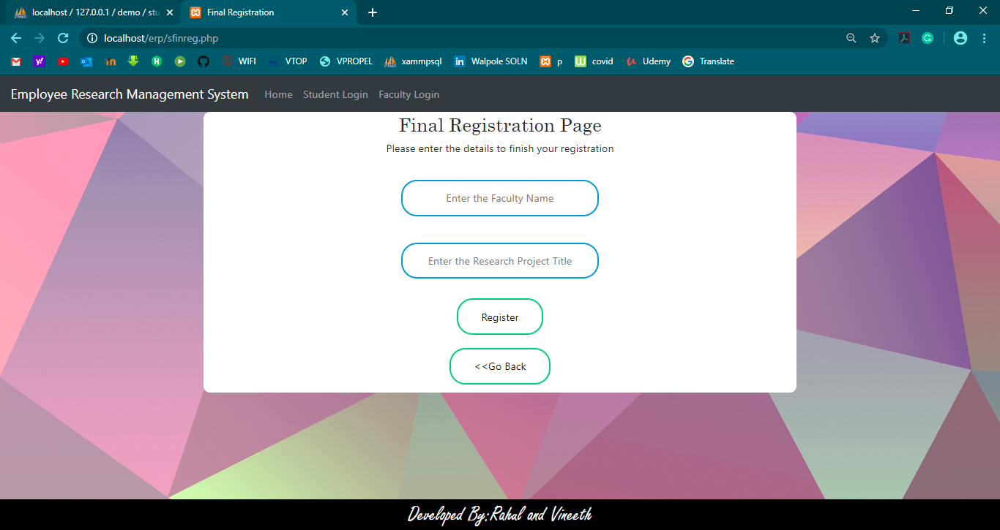 localhost / 127.0.0.1 / demo / stu
Final Registration
localhost/erp/sfinreg.php
WIFI VTOP VPROPEL xammpsql Walpole SOLN p covid Udemy Translate
Employee Research Management System Home Student Login Faculty Login
Final Registration Page
Please enter the details to finish your registration
Enter the Faculty Name
Enter the Research Project Title
Register
<<Go Back
Developed By:Rahul and Vineeth